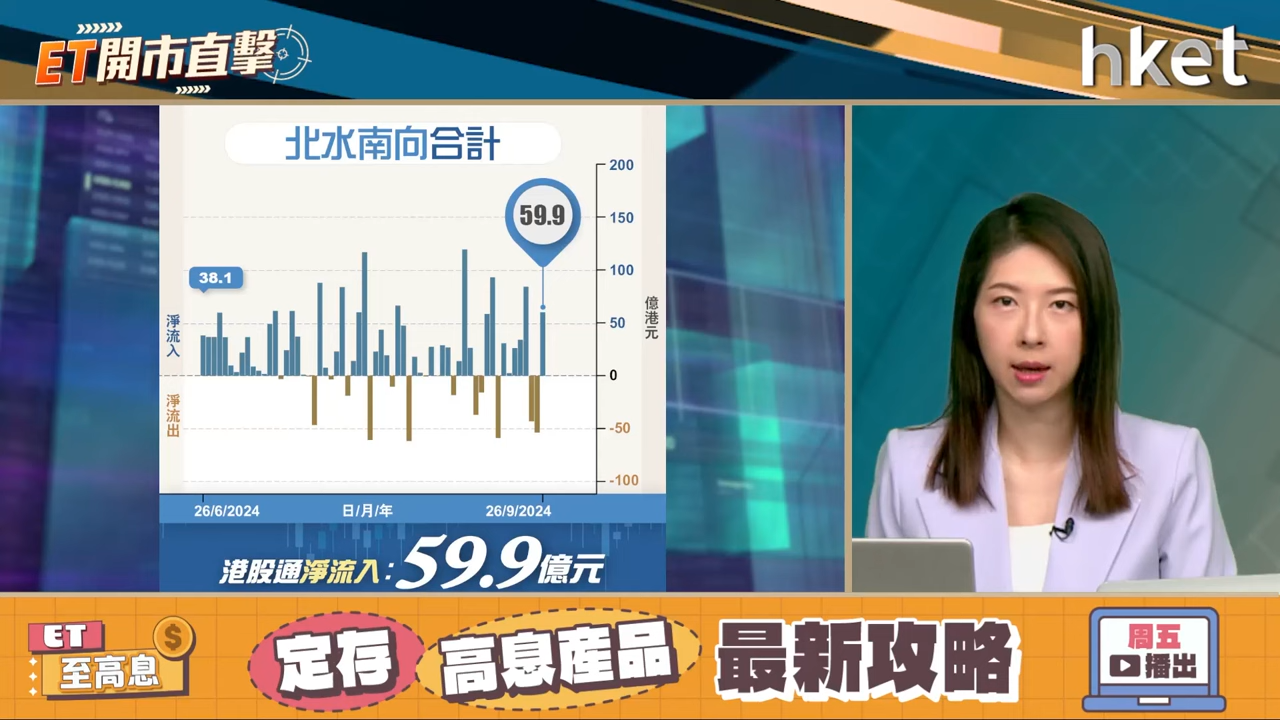 ET開市直擊
hket
北水南向合計
200
59.9
150
38.1
100
淨流入
50
億港元
0
淨流出
-50
-100
26/6/2024
日/月/年
26/9/2024
港股通淨流入：59.9億元
ET
至高息
$
定存
高息產品
最新攻略
周五
播出